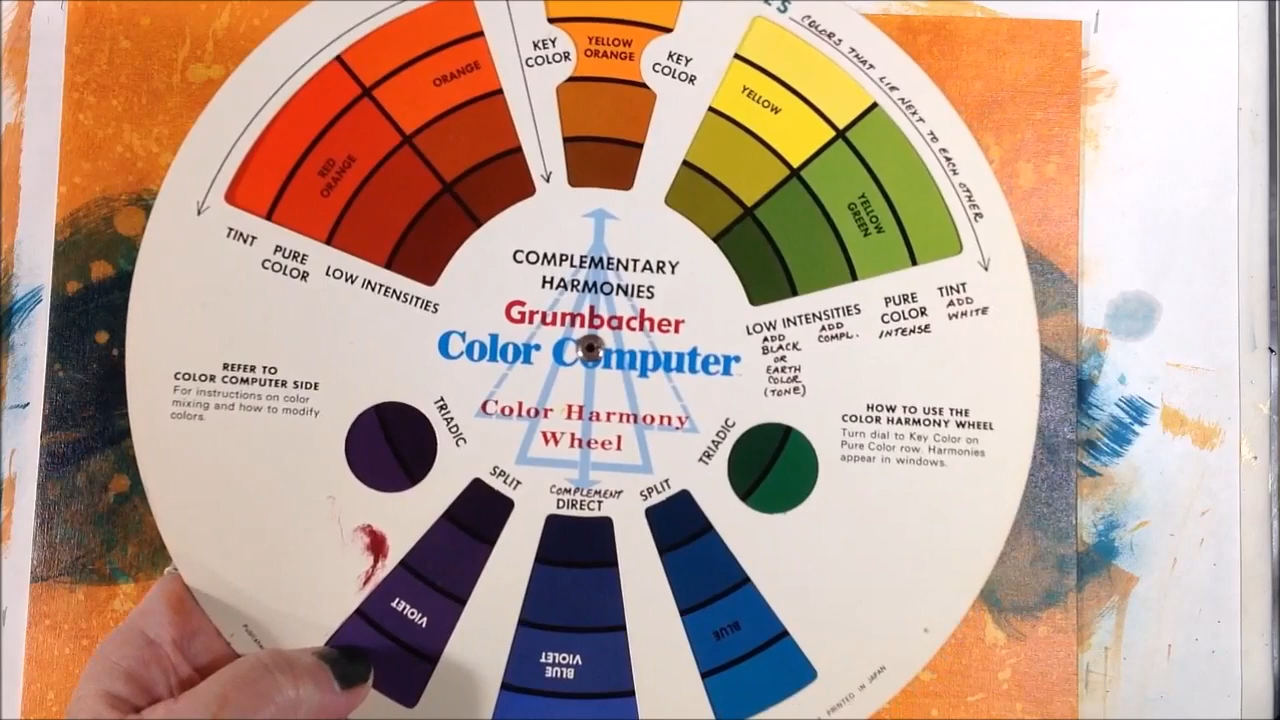 COLORS THAT LIE NEXT TO EACH OTHER
KEY
COLOR
YELLOW
ORANGE
KEY
COLOR
ORANGE
RED
ORANGE
YELLOW
YELLOW
GREEN
TINT
PURE
COLOR
LOW INTENSITIES
COMPLEMENTARY
HARMONIES
Grumbacher
Color Computer
Color Harmony
Wheel
LOW INTENSITIES
ADD
BLACK
OR
EARTH
COLOR
(TONE)
ADD
COMPL.
PURE
COLOR
INTENSE
TINT
ADD
WHITE
REFER TO
COLOR COMPUTER SIDE
For instructions on color
mixing and how to modify
colors.
HOW TO USE THE
COLOR HARMONY WHEEL
Turn dial to Key Color on
Pure Color row. Harmonies
appear in windows.
TRIADIC
SPLIT
COMPLEMENT
DIRECT
SPLIT
TRIADIC
VIOLET
BLUE
VIOLET
BLUE
PRINTED IN JAPAN